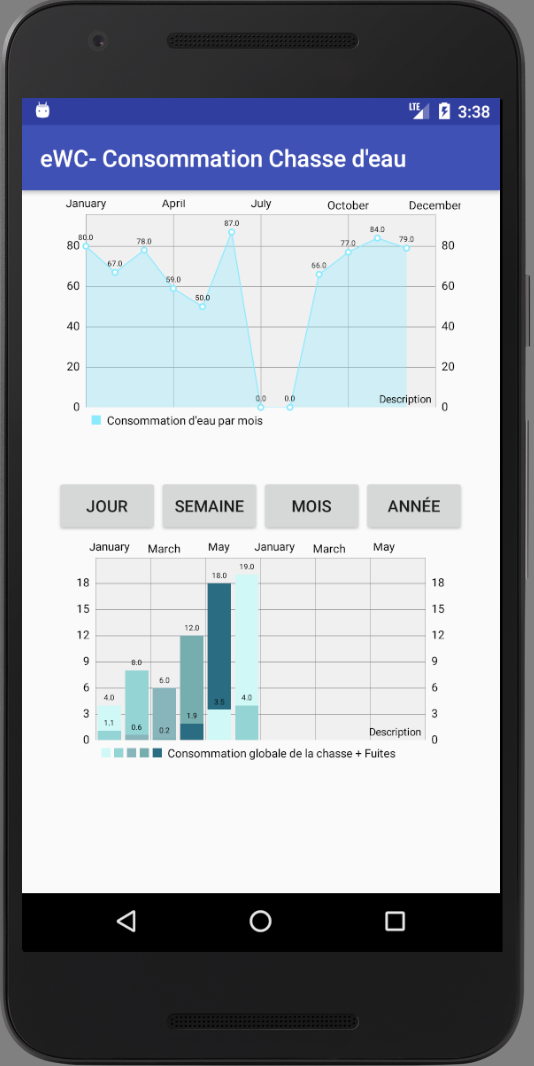 LTE 3:38
eWC- Consommation Chasse d'eau
January April July October December
87.0
84.0
80 80.0 78.0 77.0 79.0 80
67.0 66.0
60 59.0 60
50.0
40 40
20 20
0.0 0.0 Description
0 0
Consommation d'eau par mois
JOUR SEMAINE MOIS ANNÉE
January March May January March May
19.0
18 18.0 18
15 15
12 12.0 12
9 9
8.0
6 6.0 6
4.0 3.8 4.0
3 3
1.1 0.6 0.2 1.9 Description
0 0
Consommation globale de la chasse + Fuites